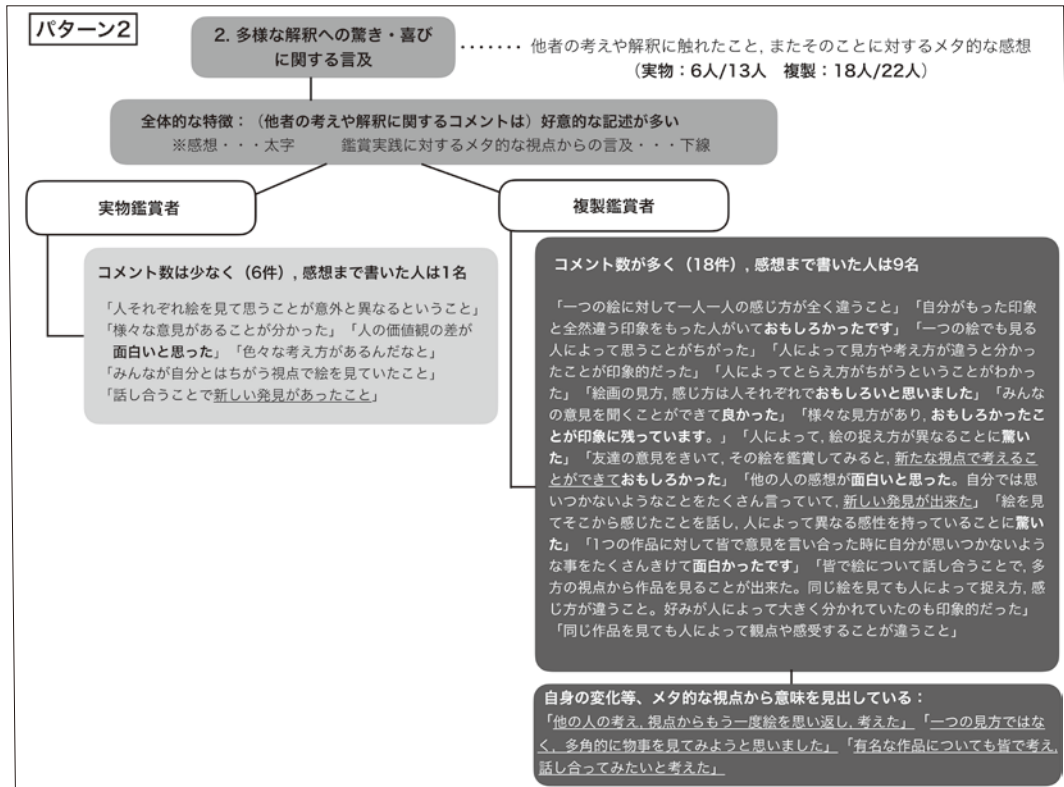 パターン2
2. 多様な解釈への驚き・喜び
に関する言及
······· 他者の考えや解釈に触れたこと, またそのことに対するメタ的な感想
（実物：6人/13人　複製：18人/22人）
全体的な特徴：（他者の考えや解釈に関するコメントは）好意的な記述が多い
※感想・・・太字　　鑑賞実践に対するメタ的な視点からの言及・・・下線
実物鑑賞者
複製鑑賞者
コメント数は少なく（6件）, 感想まで書いた人は1名
「人それぞれ絵を見て思うことが意外と異なるということ」
「様々な意見があることが分かった」「人の価値観の差が
面白いと思った」「色々な考え方があるんだなと」
「みんなが自分とはちがう視点で絵を見ていたこと」
「話し合うことで新しい発見があったこと」
コメント数が多く（18件）, 感想まで書いた人は9名
「一つの絵に対して一人一人の感じ方が全く違うこと」「自分がもった印象
と全然違う印象をもった人がいておもしろかったです」「一つの絵でも見る
人によって思うことがちがった」「人によって見方や考え方が違うと分かっ
たことが印象的だった」「人によってとらえ方がちがうということがわかっ
た」「絵画の見方, 感じ方は人それぞれでおもしろいと思いました」「みんな
の意見を聞くことができて良かった」「様々な見方があり, おもしろかったこ
とが印象に残っています。」「人によって, 絵の捉え方が異なることに驚い
た」「友達の意見をきいて, その絵を鑑賞してみると, 新たな視点で考えるこ
とができておもしろかった」「他の人の感想が面白いと思った。自分では思
いつかないようなことをたくさん言っていて, 新しい発見が出来た」「絵を見
てそこから感じたことを話し, 人によって異なる感性を持っていることに驚い
た」「1つの作品に対して皆で意見を言い合った時に自分が思いつかないよう
な事をたくさんきけて面白かったです」「皆で絵について話し合うことで, 多
方の視点から作品を見ることが出来た。同じ絵を見ても人によって捉え方, 感
じ方が違うこと。好みが人によって大きく分かれていたのも印象的だった」
「同じ作品を見ても人によって観点や感受することが違うこと」
自身の変化等、メタ的な視点から意味を見出している：
「他の人の考え, 視点からもう一度絵を思い返し, 考えた」「一つの見方ではな
く, 多角的に物事を見てみようと思いました」「有名な作品についても皆で考え,
話し合ってみたいと考えた」